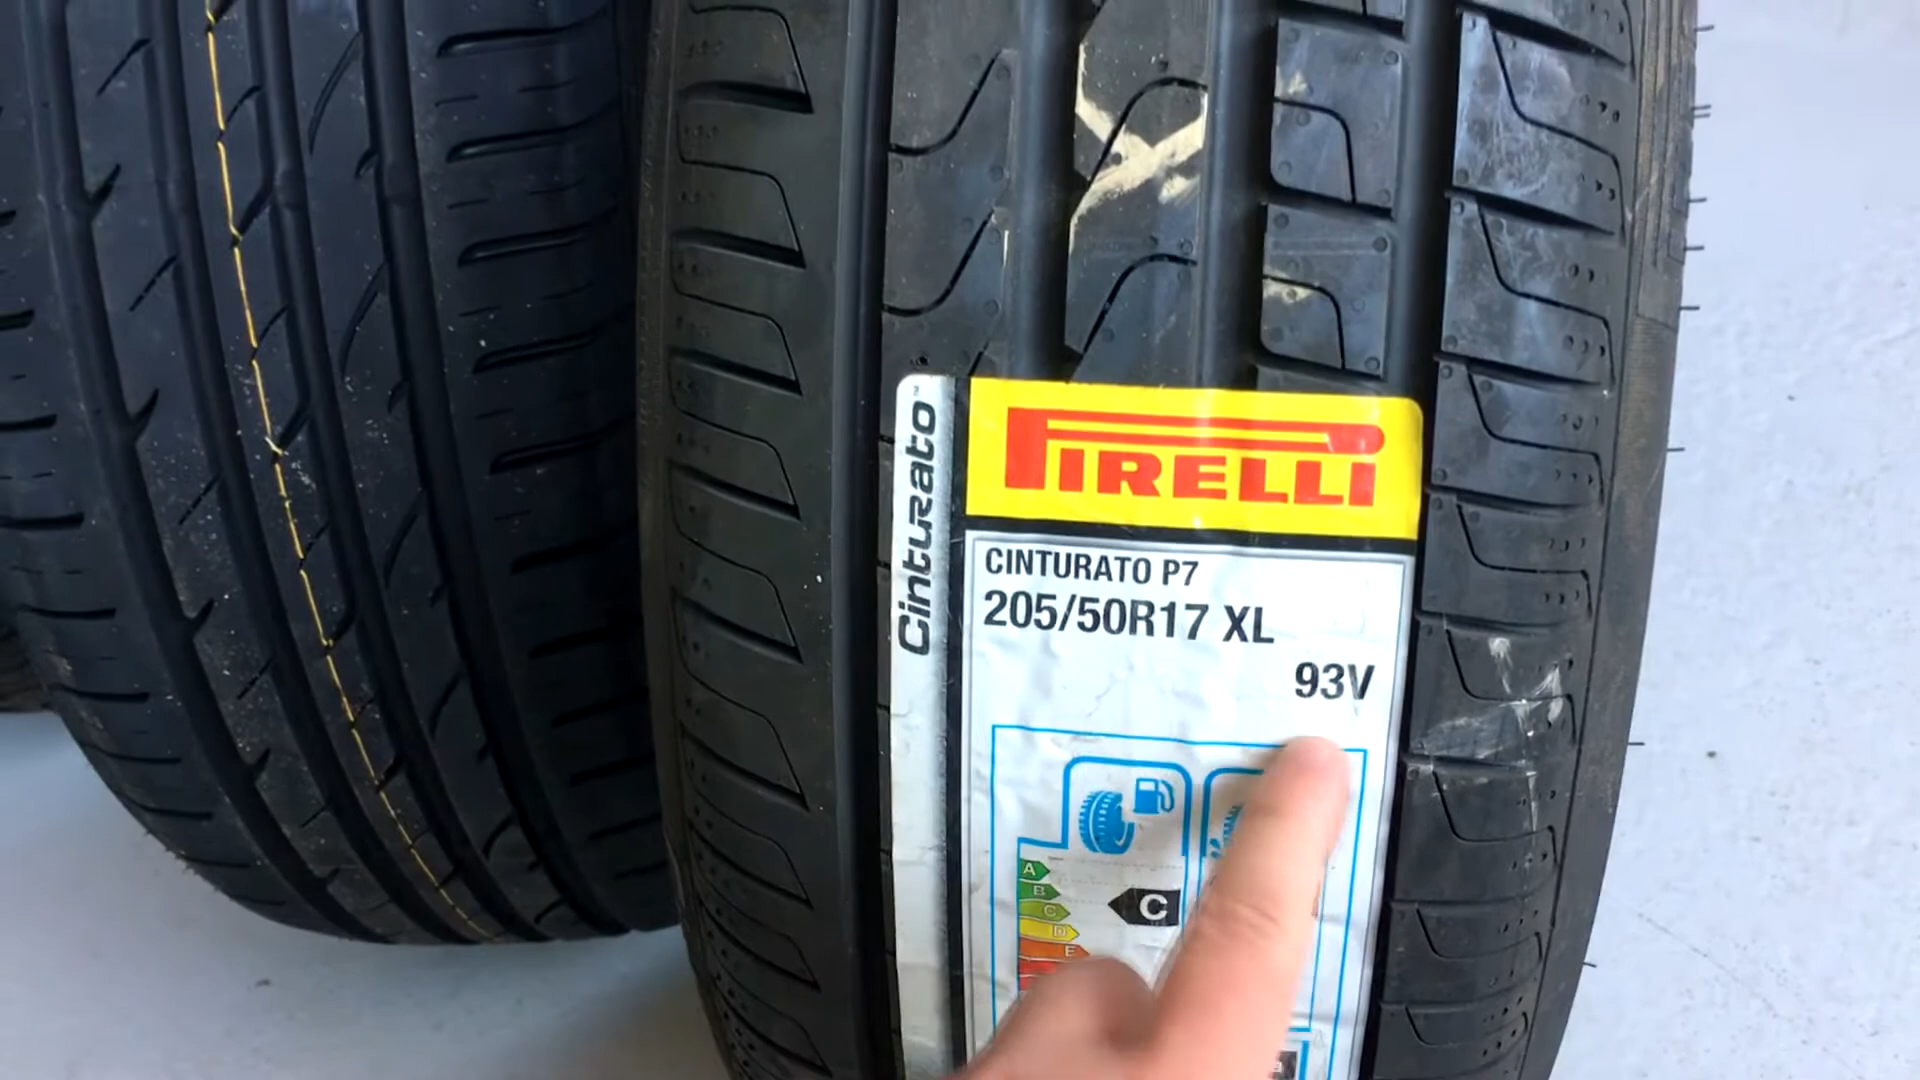 Cinturato
PIRELLI
CINTURATO P7
205/50R17 XL
93V
A
B
C
D
E
C